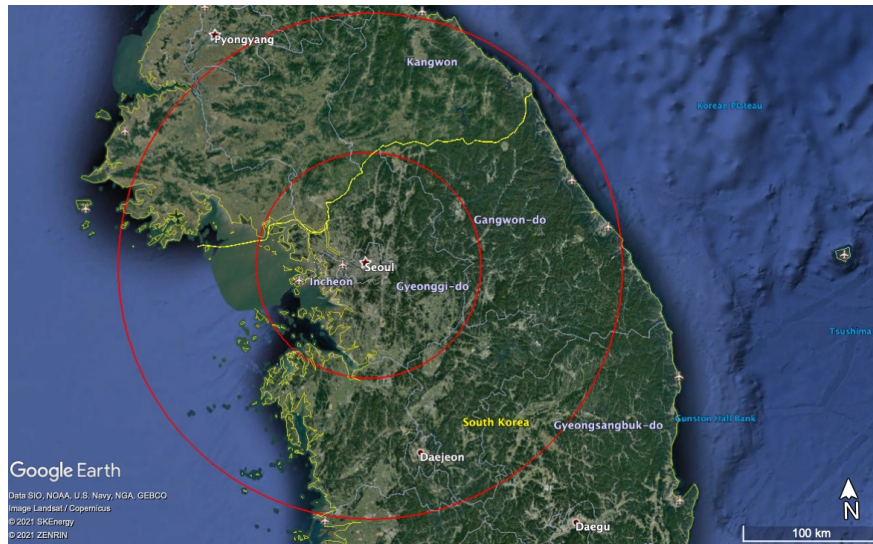 Pyongyang
Kangwon
Korean Plateau
Gangwon-do
Seoul
Incheon
Gyeonggi-do
Tsushima
South Korea
Gyeongsangbuk-do
Gunston Hall Bank
Daejeon
Google Earth
Data SIO, NOAA, U.S. Navy, NGA, GEBCO
Image Landsat / Copernicus
© 2021 SKEnergy
© 2021 ZENRIN
Daegu
N
100 km